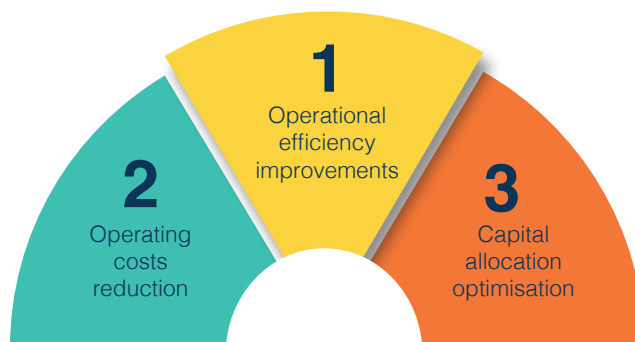 1
Operational
efficiency
improvements
2
Operating
costs
reduction
3
Capital
allocation
optimisation